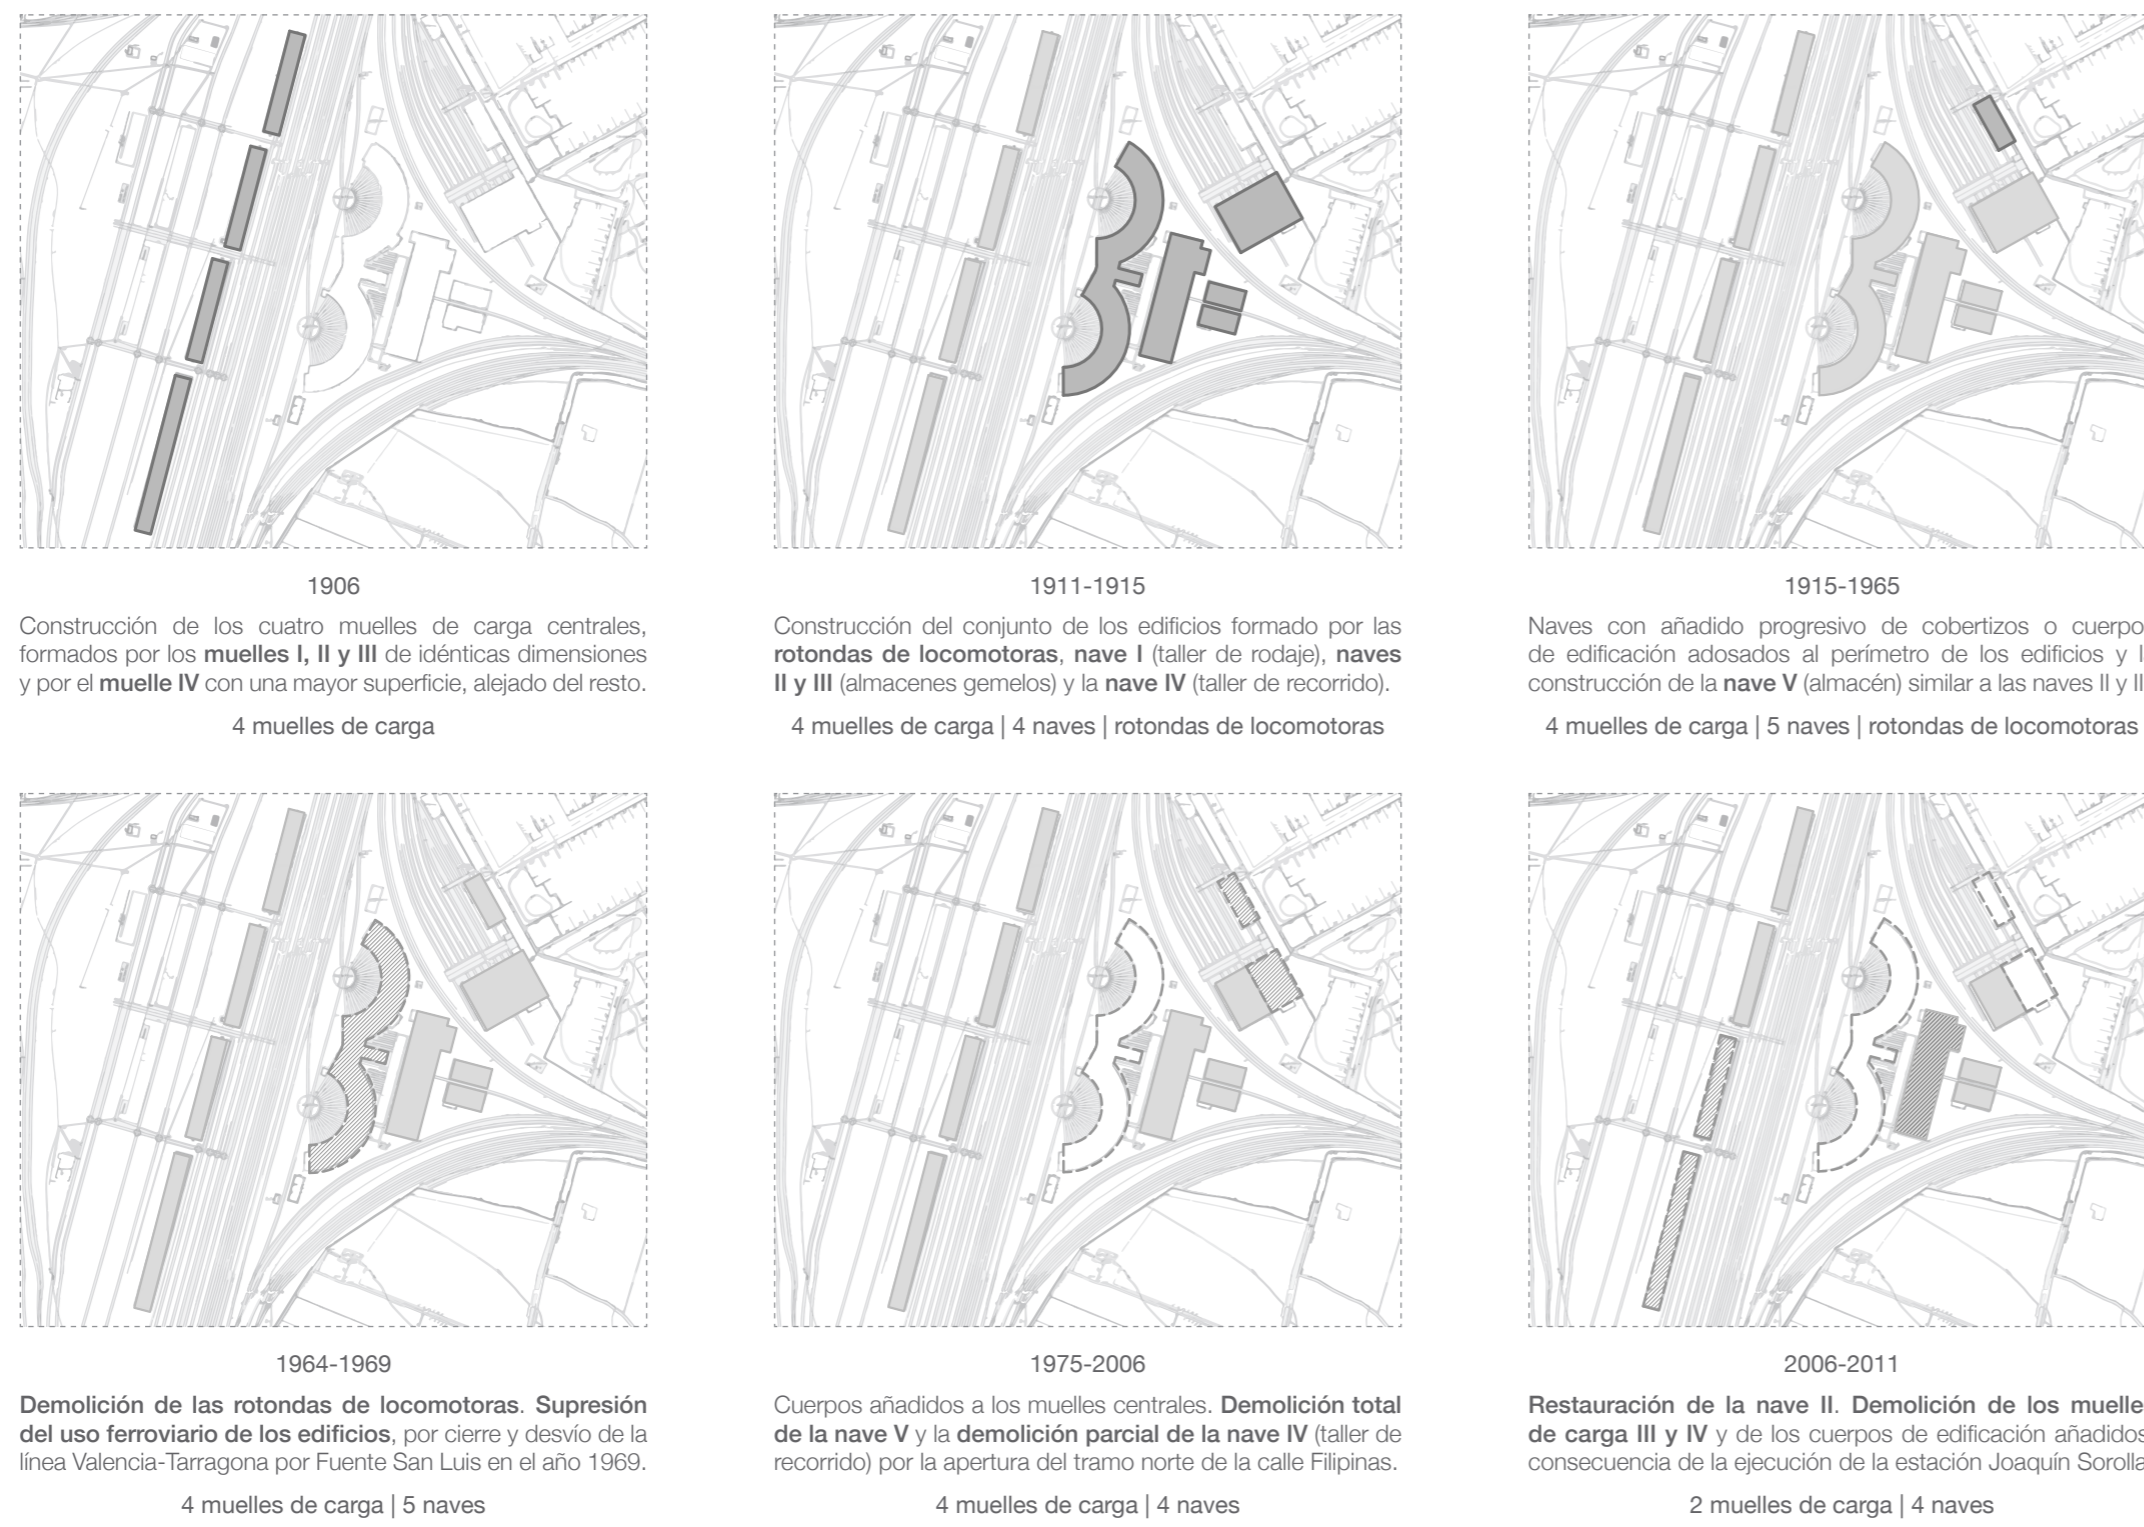 1906
Construcción de los cuatro muelles de carga centrales,
formados por los muelles I, II y III de idénticas dimensiones
y por el muelle IV con una mayor superficie, alejado del resto.
4 muelles de carga
1911-1915
Construcción del conjunto de los edificios formado por las
rotondas de locomotoras, nave I (taller de rodaje), naves
II y III (almacenes gemelos) y la nave IV (taller de recorrido).
4 muelles de carga | 4 naves | rotondas de locomotoras
1915-1965
Naves con añadido progresivo de cobertizos o cuerpo
de edificación adosados al perímetro de los edificios y l
construcción de la nave V (almacén) similar a las naves II y II
4 muelles de carga | 5 naves | rotondas de locomotoras
1964-1969
Demolición de las rotondas de locomotoras. Supresión
del uso ferroviario de los edificios, por cierre y desvío de la
línea Valencia-Tarragona por Fuente San Luis en el año 1969.
4 muelles de carga | 5 naves
1975-2006
Cuerpos añadidos a los muelles centrales. Demolición total
de la nave V y la demolición parcial de la nave IV (taller de
recorrido) por la apertura del tramo norte de la calle Filipinas.
4 muelles de carga | 4 naves
2006-2011
Restauración de la nave II. Demolición de los muelle
de carga III y IV y de los cuerpos de edificación añadidos
consecuencia de la ejecución de la estación Joaquín Sorolla
2 muelles de carga | 4 naves